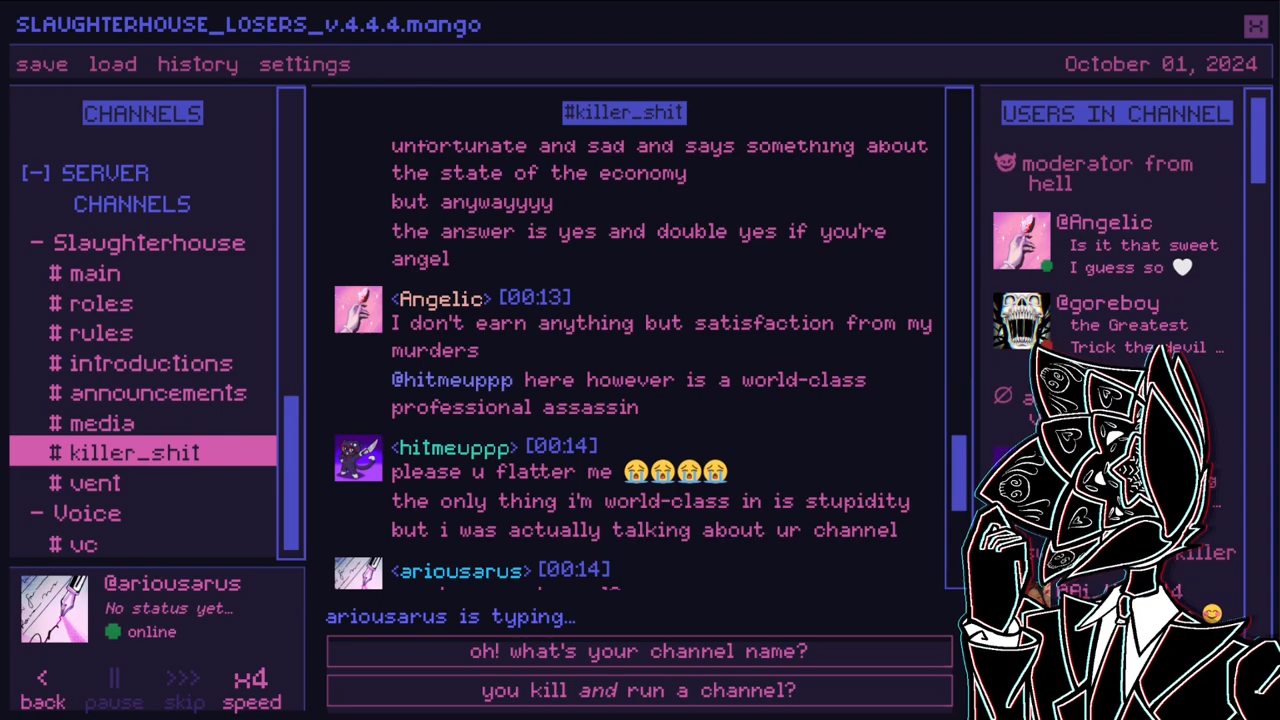 SLAUGHTERHOUSE_LOSERS_v.4.4.4.mango
save load history settings
October 01, 2024
CHANNELS
[-] SERVER
CHANNELS
- Slaughterhouse
# main
# roles
# rules
# introductions
# announcements
# media
# killer_shit
# vent
- Voice
# vc
@ariousarus
No status yet…
online
<
back
||
pause
>>>
skip
x4
speed
#killer_shit
unfortunate and sad and says something about
the state of the economy
but anywayyyy
the answer is yes and double yes if you're
angel
<Angelic> [00:13]
I don't earn anything but satisfaction from my
murders
@hitmeuppp here however is a world-class
professional assassin
<hitmeuppp> [00:14]
please u flatter me 😭😭😭😭
the only thing i'm world-class in is stupidity
but i was actually talking about ur channel
<ariousarus> [00:14]
ariousarus is typing…
oh! what's your channel name?
you kill and run a channel?
USERS IN CHANNEL
moderator from
hell
@Angelic
Is it that sweet
I guess so 🤍
@goreboy
the Greatest
Trick the devil …
killer